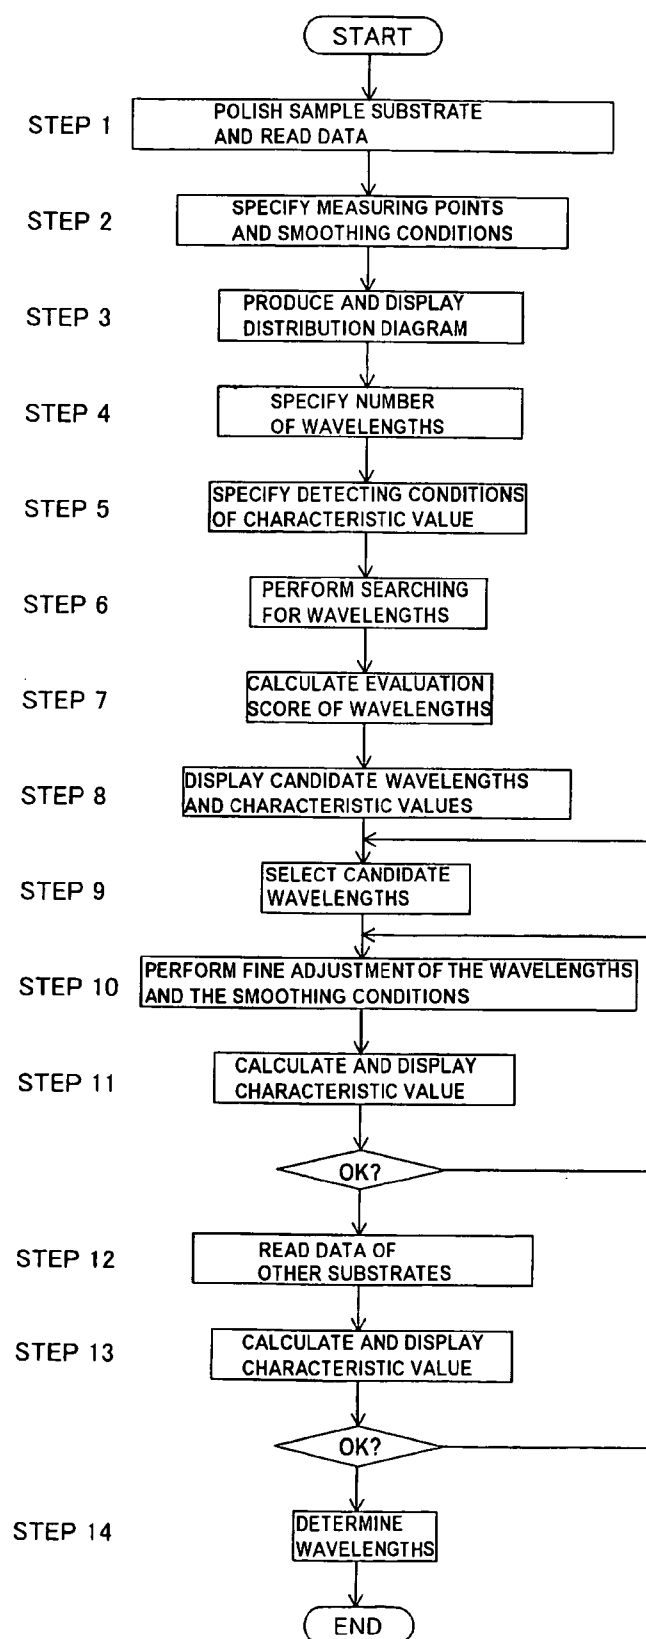 START
STEP 1
POLISH SAMPLE SUBSTRATE
AND READ DATA
STEP 2
SPECIFY MEASURING POINTS
AND SMOOTHING CONDITIONS
STEP 3
PRODUCE AND DISPLAY
DISTRIBUTION DIAGRAM
STEP 4
SPECIFY NUMBER
OF WAVELENGTHS
STEP 5
SPECIFY DETECTING CONDITIONS
OF CHARACTERISTIC VALUE
STEP 6
PERFORM SEARCHING
FOR WAVELENGTHS
STEP 7
CALCULATE EVALUATION
SCORE OF WAVELENGTHS
STEP 8
DISPLAY CANDIDATE WAVELENGTHS
AND CHARACTERISTIC VALUES
STEP 9
SELECT CANDIDATE
WAVELENGTHS
STEP 10
PERFORM FINE ADJUSTMENT OF THE WAVELENGTHS
AND THE SMOOTHING CONDITIONS
STEP 11
CALCULATE AND DISPLAY
CHARACTERISTIC VALUE
OK?
STEP 12
READ DATA OF
OTHER SUBSTRATES
STEP 13
CALCULATE AND DISPLAY
CHARACTERISTIC VALUE
OK?
STEP 14
DETERMINE
WAVELENGTHS
END